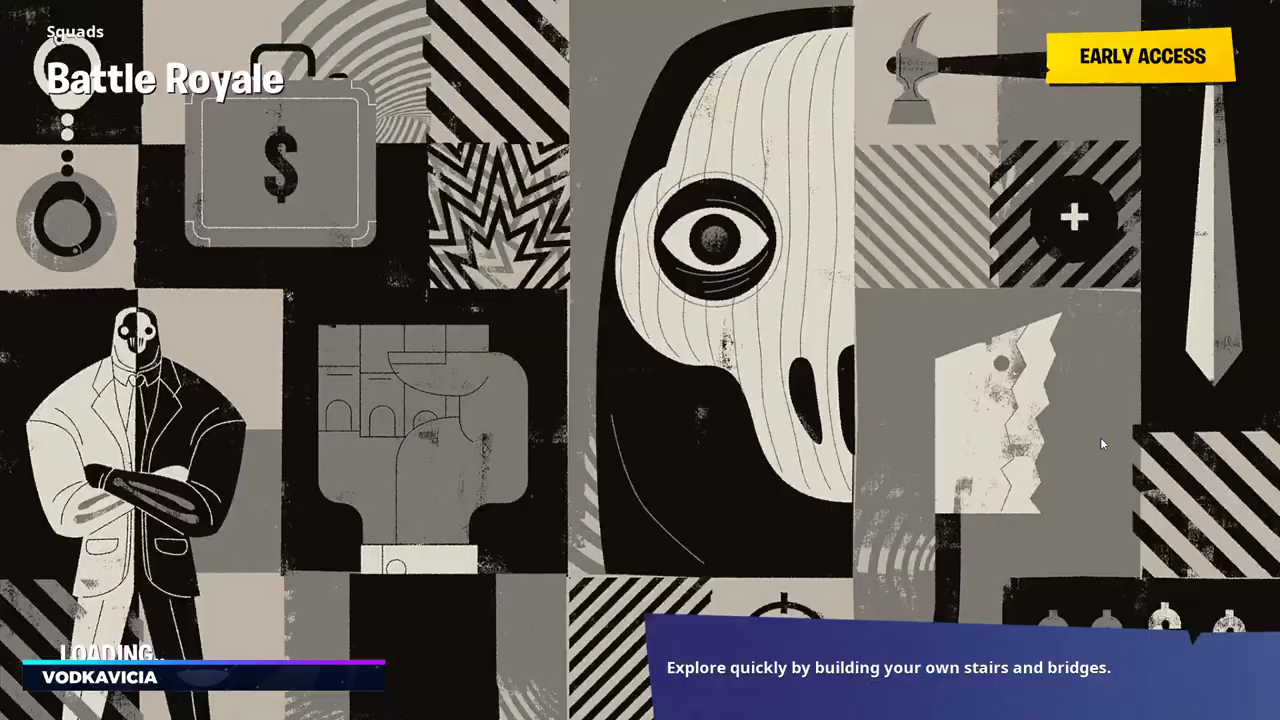 Squads
Battle Royale
EARLY ACCESS
$
LOADING..
VODKAVICIA
Explore quickly by building your own stairs and bridges.